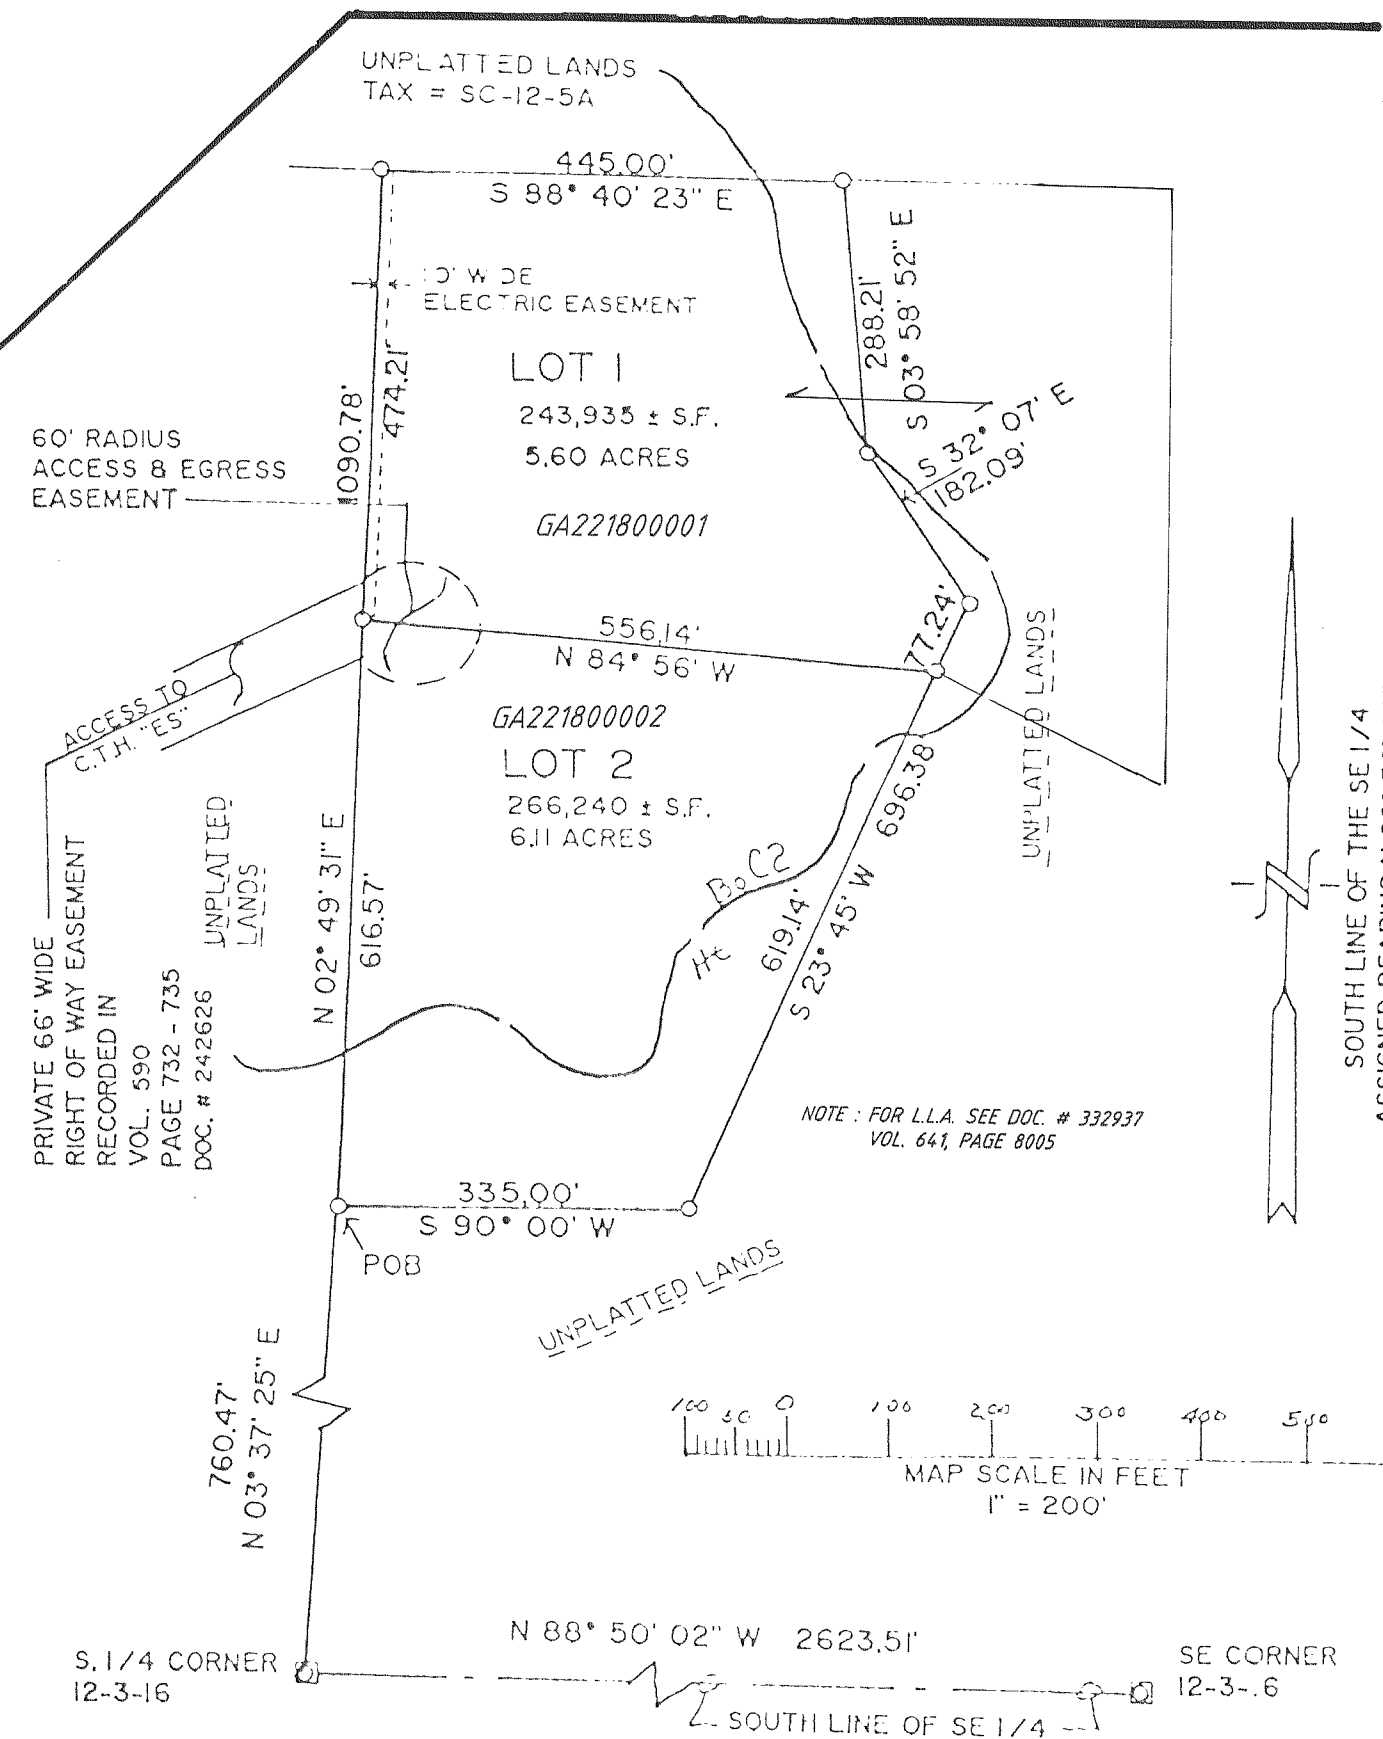 UNPLATTED LANDS
TAX = SC-12-5A
445.00'
S 88° 40' 23" E
ELECTRIC EASEMENT
288.21'
S 03° 58' 52" E
LOT 1
243,935 ± S.F.
5.60 ACRES
GA221800001
1090.78'
474.21'
60' RADIUS
ACCESS & EGRESS
EASEMENT
S 32° 07' E
182.09'
77.24'
556.14'
N 84° 56' W
UNPLATTED LANDS
ACCESS TO
C.T.H. "ES"
GA221800002
LOT 2
266,240 ± S.F.
6.11 ACRES
UNPLATTED
LANDS
N 02° 49' 31" E
616.57'
696.38'
619.14'
S 23° 45' W
BoC2
N
SOUTH LINE OF THE SE 1/4
PRIVATE 66' WIDE
RIGHT OF WAY EASEMENT
RECORDED IN
VOL. 590
PAGE 732 - 735
DOC. # 242626
NOTE : FOR L.L.A. SEE DOC. # 332937
VOL. 641, PAGE 8005
335.00'
S 90° 00' W
POB
UNPLATTED LANDS
760.47'
N 03° 37' 25" E
100 50 0 100 200 300 400 500
MAP SCALE IN FEET
1" = 200'
N 88° 50' 02" W 2623.51'
S. 1/4 CORNER
12-3-16
SE CORNER
12-3-.6
SOUTH LINE OF SE 1/4